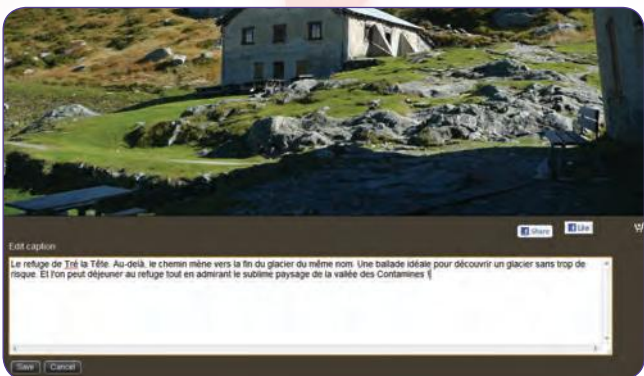 Share
Like
Edit caption
Le refuge de Tré la Tête. Au-delà, le chemin mène vers la fin du glacier du même nom. Une ballade idéale pour découvrir un glacier sans trop de
risque. Et l'on peut déjeuner au refuge tout en admirant le sublime paysage de la vallée des Contamines !
Save Cancel